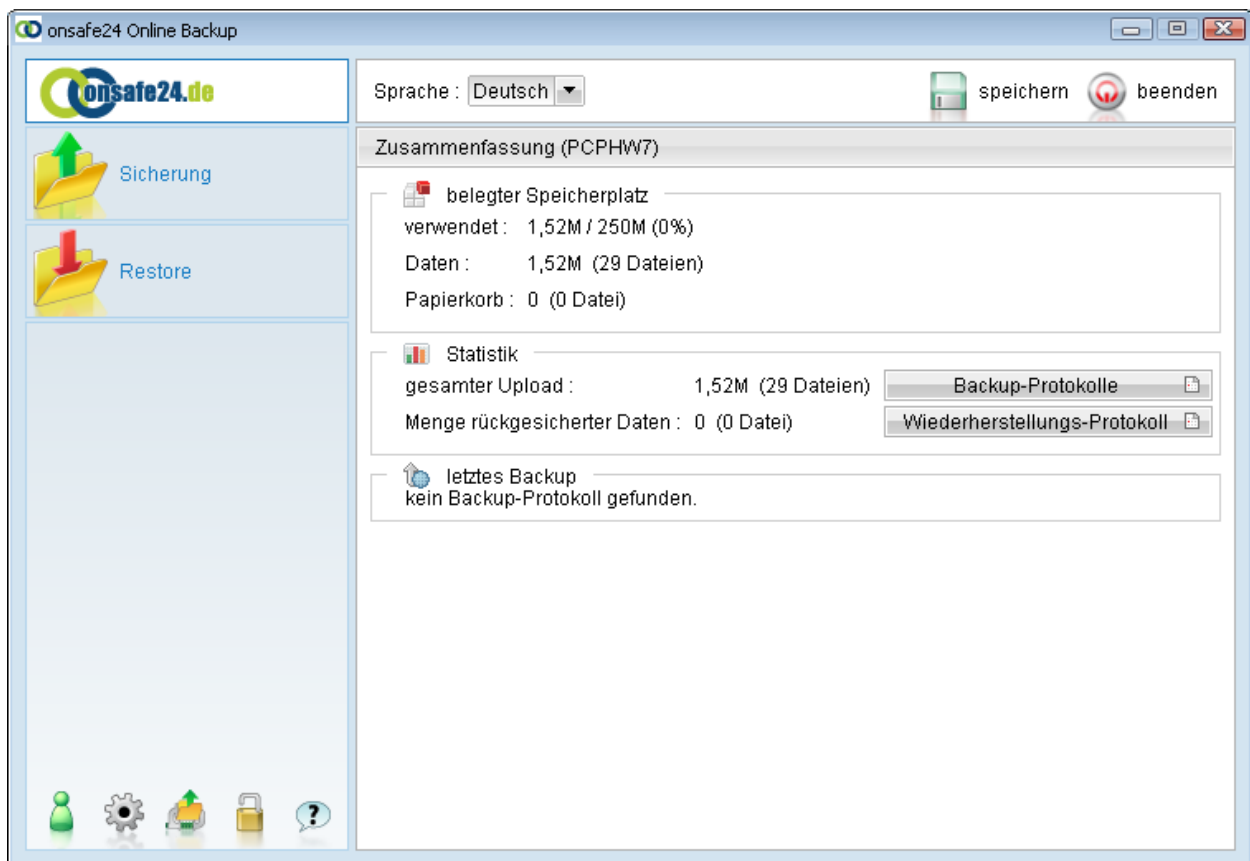 onsafe24 Online Backup
onsafe24.de
Sprache : Deutsch
speichern
beenden
Sicherung
Restore
Zusammenfassung (PCPHW7)
belegter Speicherplatz
verwendet : 1,52M / 250M (0%)
Daten : 1,52M (29 Dateien)
Papierkorb : 0 (0 Datei)
Statistik
gesamter Upload : 1,52M (29 Dateien) Backup-Protokolle
Menge rückgesicherter Daten : 0 (0 Datei) Wiederherstellungs-Protokoll
letztes Backup
kein Backup-Protokoll gefunden.
?